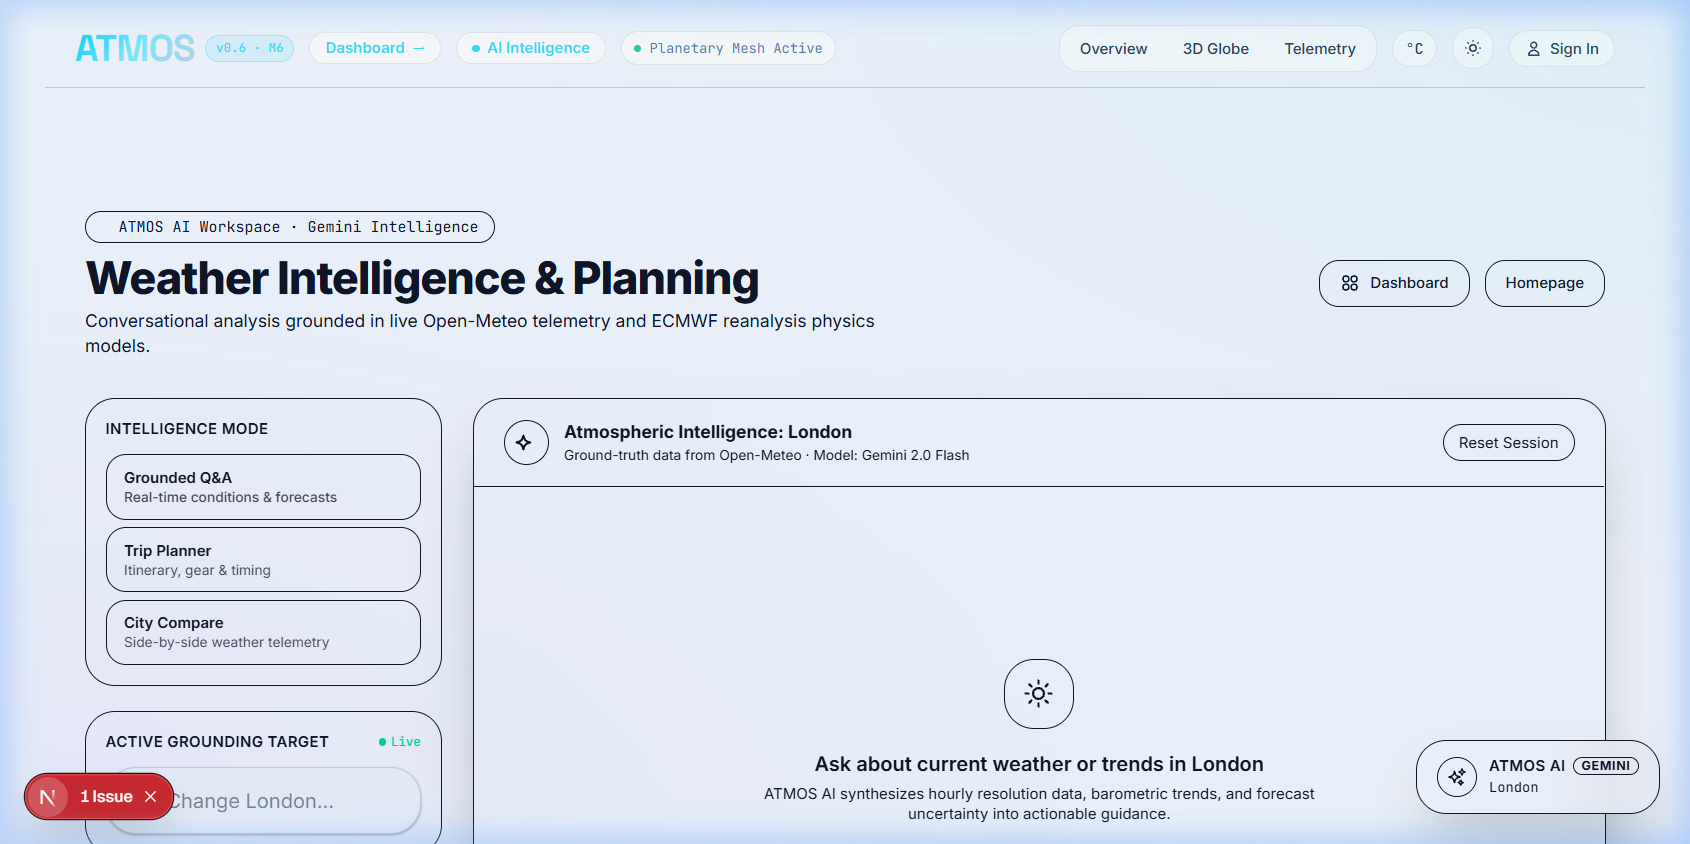 ATMOS
v0.6 · M6
Dashboard →
AI Intelligence
Planetary Mesh Active
Overview
3D Globe
Telemetry
°C
Sign In
ATMOS AI Workspace · Gemini Intelligence
Weather Intelligence & Planning
Conversational analysis grounded in live Open-Meteo telemetry and ECMWF reanalysis physics
models.
Dashboard
Homepage
INTELLIGENCE MODE
Grounded Q&A
Real-time conditions & forecasts
Trip Planner
Itinerary, gear & timing
City Compare
Side-by-side weather telemetry
ACTIVE GROUNDING TARGET
Live
Change London...
N
1 Issue
Atmospheric Intelligence: London
Ground-truth data from Open-Meteo · Model: Gemini 2.0 Flash
Reset Session
Ask about current weather or trends in London
ATMOS AI synthesizes hourly resolution data, barometric trends, and forecast
uncertainty into actionable guidance.
ATMOS AI GEMINI
London